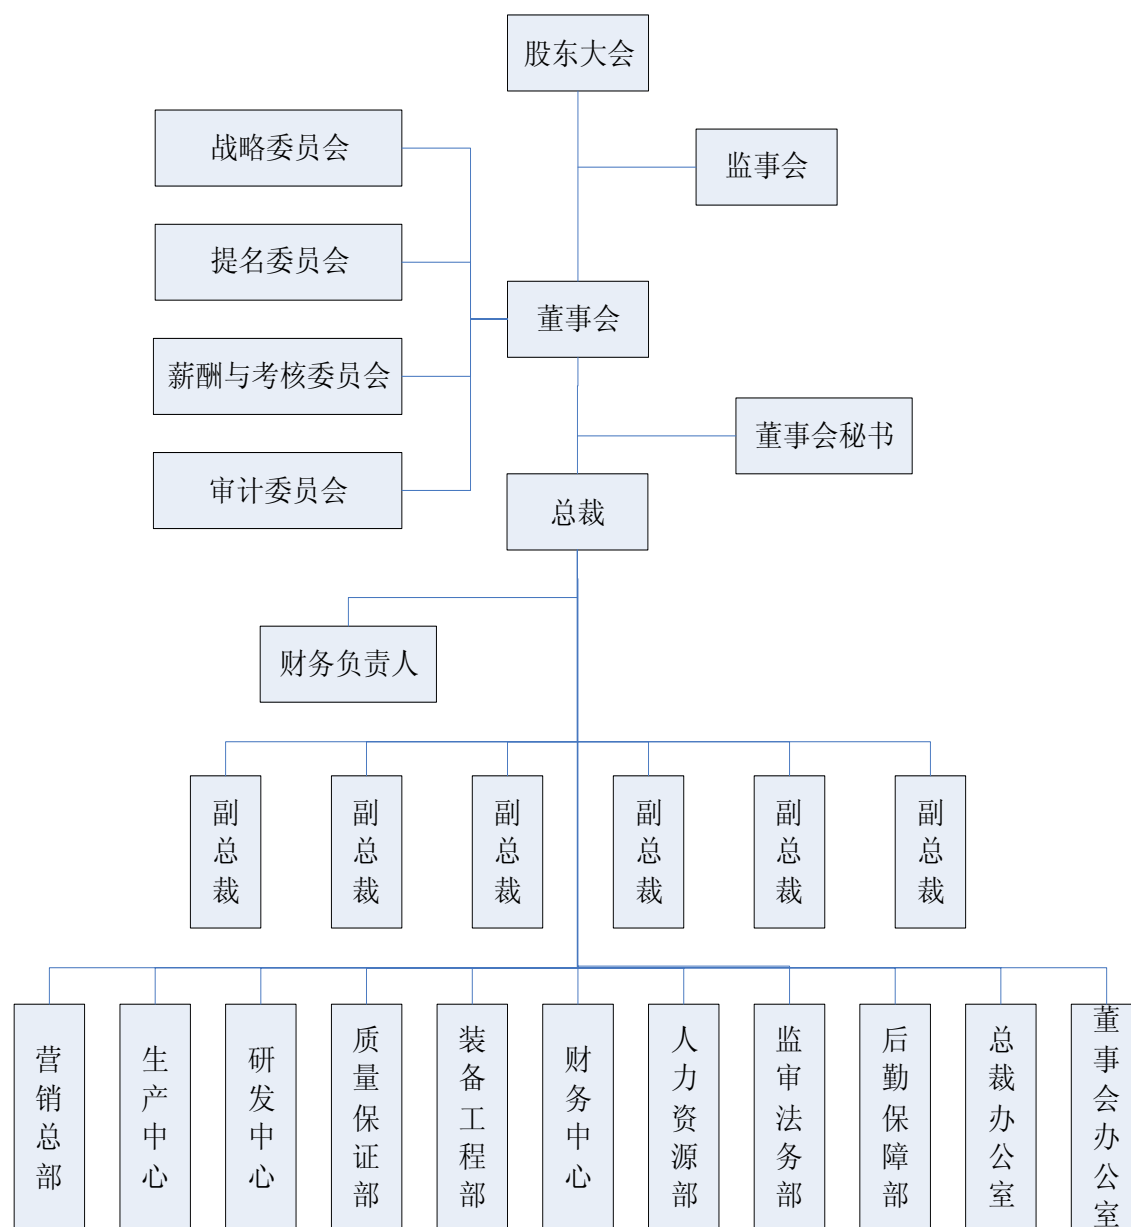 股东大会
战略委员会
监事会
提名委员会
董事会
薪酬与考核委员会
董事会秘书
审计委员会
总裁
财务负责人
副总裁
副总裁
副总裁
副总裁
副总裁
副总裁
营销总部
生产中心
研发中心
质量保证部
装备工程部
财务中心
人力资源部
监审法务部
后勤保障部
总裁办公室
董事会办公室